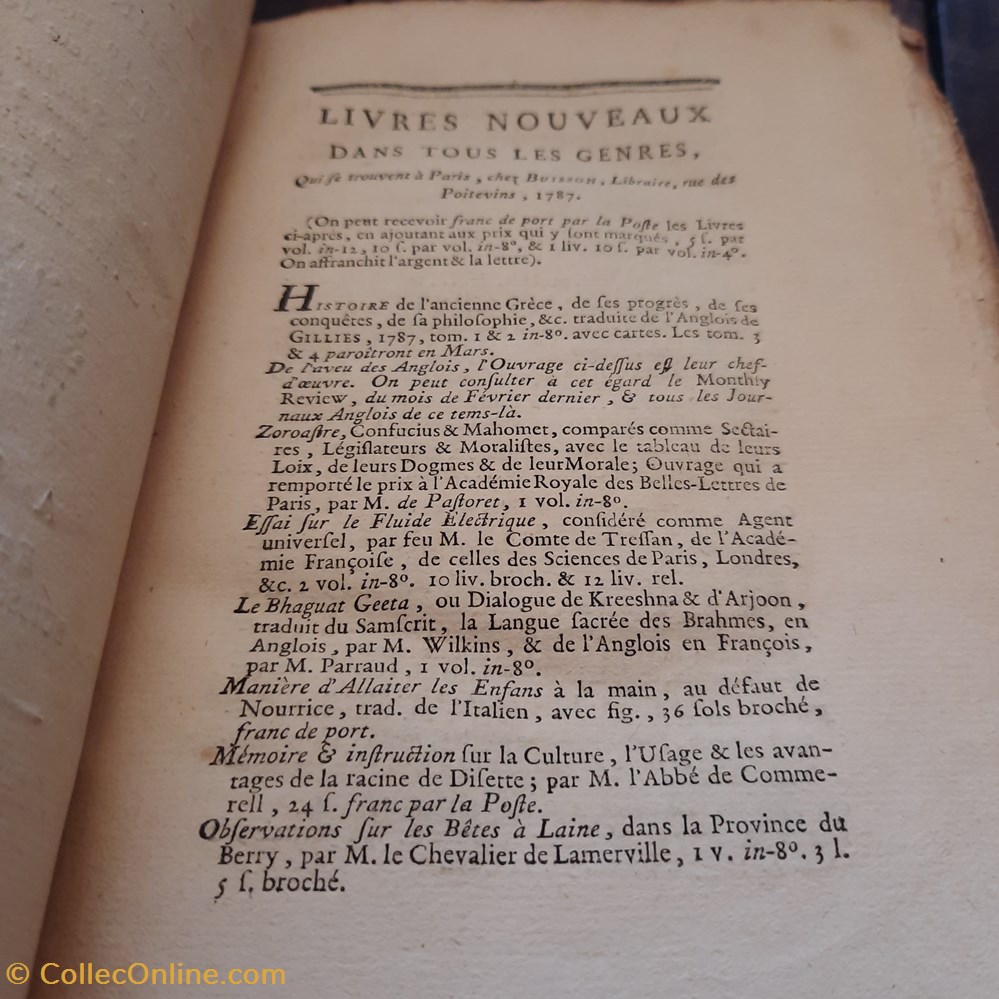 LIVRES NOUVEAUX
DANS TOUS LES GENRES,
Qui ſe trouvent à Paris, chez BUISSON, Libraire, rue des
Poitevins, 1787.
(On peut recevoir franc de port par la Poſte les Livres
ci-après, en ajoutant aux prix qui y ſont marqués, 5 ſ. par
vol. in-12, 10 ſ. par vol. in-8°, & 1 liv. 10 ſ. par vol. in-4°.
On affranchit l'argent & la lettre).
HISTOIRE de l'ancienne Grèce, de ſes progrès, de ſes
conquêtes, de ſa philoſophie, &c. traduite de l'Anglois de
GILLIES, 1787, tom. 1 & 2 in-8°. avec cartes. Les tom. 3
& 4 paroîtront en Mars.
De l'aveu des Anglois, l'Ouvrage ci-deſſus eſt leur chef-
d'œuvre. On peut conſulter à cet égard le Monthly
Review, du mois de Février dernier, & tous les Jour-
naux Anglois de ce tems-là.
Zoroaſtre, Confucius & Mahomet, comparés comme Sectai-
res, Légiſlateurs & Moraliſtes, avec le tableau de leurs
Loix, de leurs Dogmes & de leur Morale; Ouvrage qui a
remporté le prix à l'Académie Royale des Belles-Lettres de
Paris, par M. de Paſtoret, 1 vol. in-8°.
Eſſai ſur le Fluide Électrique, conſidéré comme Agent
univerſel, par feu M. le Comte de Treſſan, de l'Acadé-
mie Françoiſe, de celles des Sciences de Paris, Londres,
&c. 2 vol. in-8°. 10 liv. broch. & 12 liv. rel.
Le Bhaguat Geeta, ou Dialogue de Kreeshna & d'Arjoon,
traduit du Samſcrit, la Langue ſacrée des Brahmes, en
Anglois, par M. Wilkins, & de l'Anglois en François,
par M. Parraud, 1 vol. in-8°.
Manière d'Allaiter les Enfans à la main, au défaut de
Nourrice, trad. de l'Italien, avec fig., 36 ſols broché,
franc de port.
Mémoire & inſtruction ſur la Culture, l'Uſage & les avan-
tages de la racine de Diſette; par M. l'Abbé de Comme-
rell, 24 ſ. franc par la Poſte.
Obſervations ſur les Bêtes à Laine, dans la Province du
Berry, par M. le Chevalier de Lamerville, 1 v. in-8°. 3 l.
5 ſ. broché.
© CollecOnline.com